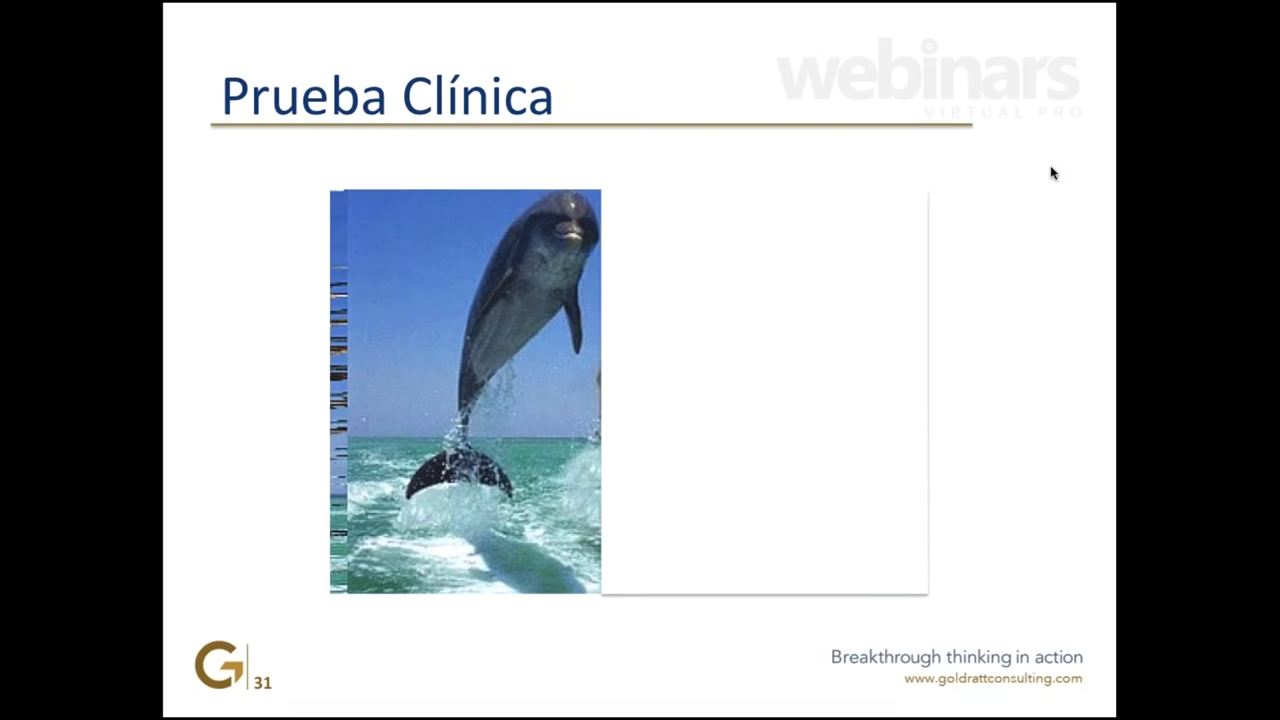 webinars
VIRTUAL PRO
Prueba Clínica
Breakthrough thinking in action
www.goldrattconsulting.com
G 31